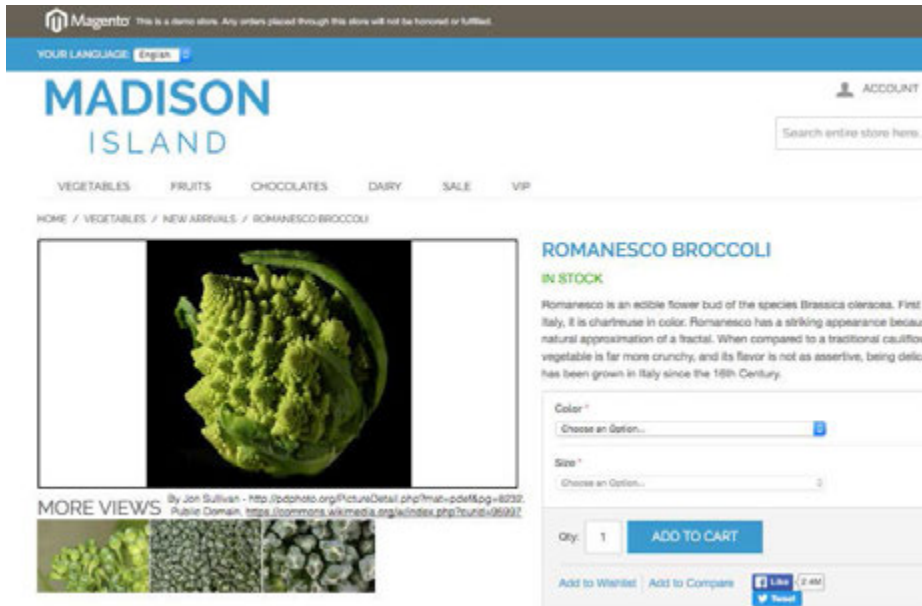 Magento This is a demo store. Any orders placed through this store will not be honored or fulfilled.
YOUR LANGUAGE: English
MADISON
ISLAND
ACCOUNT
Search entire store here.
VEGETABLES FRUITS CHOCOLATES DAIRY SALE VIP
HOME / VEGETABLES / NEW ARRIVALS / ROMANESCO BROCCOLI
ROMANESCO BROCCOLI
IN STOCK
Romanesco is an edible flower bud of the species Brassica oleracea. First
Italy, it is chartreuse in color. Romanesco has a striking appearance becau
natural approximation of a fractal. When compared to a traditional cauliflow
vegetable is far more crunchy, and its flavor is not as assertive, being delic
has been grown in Italy since the 16th Century.
Color *
Choose an Option...
Size *
Choose an Option...
Qty: 1 ADD TO CART
Add to Wishlist Add to Compare Like 2.4M
Tweet
MORE VIEWS
By Jon Sullivan - http://pdphoto.org/PictureDetail.php?mat=pdef&pg=8232,
Public Domain, https://commons.wikimedia.org/w/index.php?curid=95997